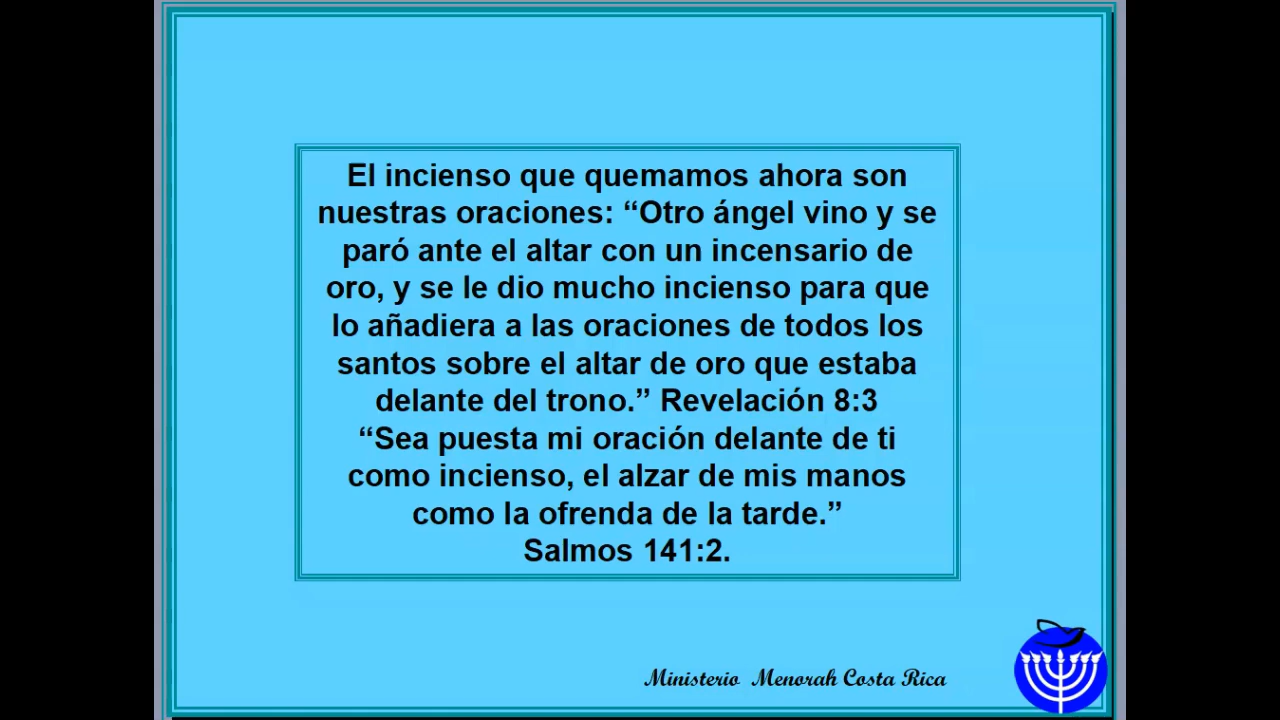 El incienso que quemamos ahora son
nuestras oraciones: “Otro ángel vino y se
paró ante el altar con un incensario de
oro, y se le dio mucho incienso para que
lo añadiera a las oraciones de todos los
santos sobre el altar de oro que estaba
delante del trono.” Revelación 8:3
“Sea puesta mi oración delante de ti
como incienso, el alzar de mis manos
como la ofrenda de la tarde.”
Salmos 141:2.
Ministerio Menorah Costa Rica